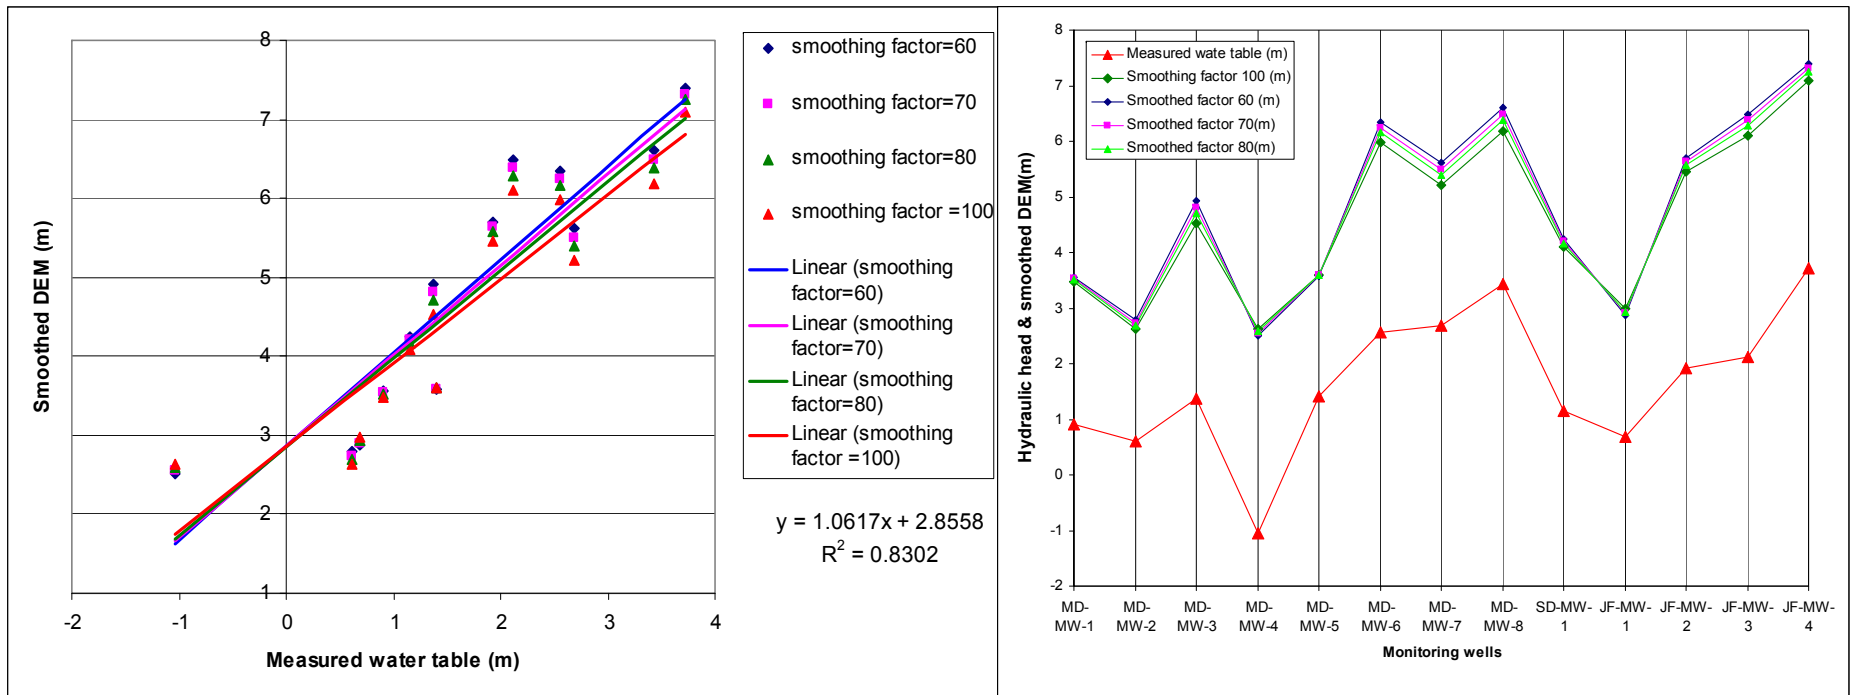 8
7
6
5
4
3
2
1
-2
-1
0
1
2
3
4
Smoothed DEM (m)
Measured water table (m)
smoothing factor=60
smoothing factor=70
smoothing factor=80
smoothing factor =100
Linear (smoothing
factor=60)
Linear (smoothing
factor=70)
Linear (smoothing
factor=80)
Linear (smoothing
factor =100)
y = 1.0617x + 2.8558
R² = 0.8302
8
7
6
5
4
3
2
1
0
-1
-2
Hydraulic head & smoothed DEM(m)
Measured wate table (m)
Smoothing factor 100 (m)
Smoothed factor 60 (m)
Smoothed factor 70(m)
Smoothed factor 80(m)
MD-
MW-1
MD-
MW-2
MD-
MW-3
MD-
MW-4
MD-
MW-5
MD-
MW-6
MD-
MW-7
MD-
MW-8
SD-MW-
1
JF-MW-
1
JF-MW-
2
JF-MW-
3
JF-MW-
4
Monitoring wells